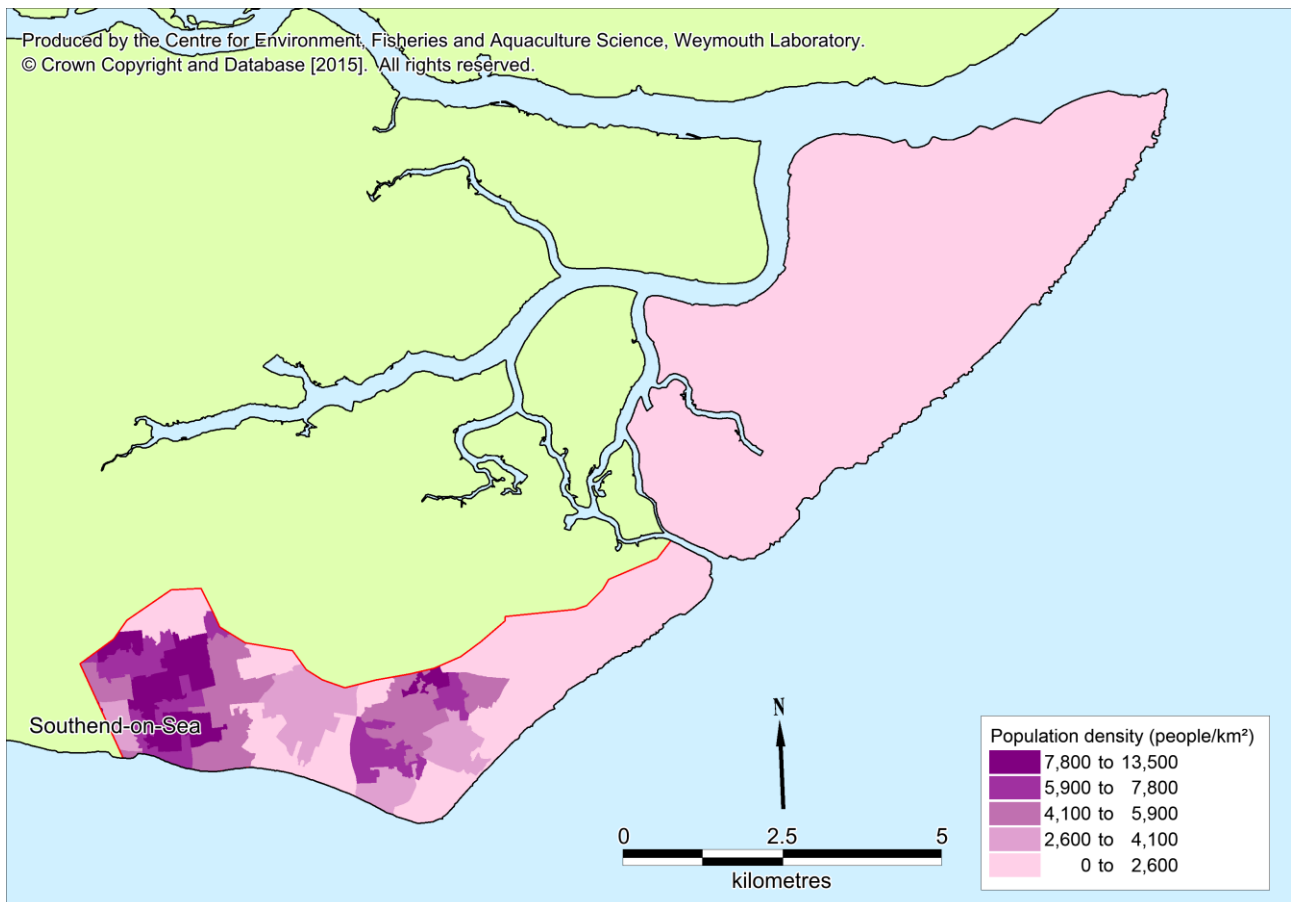 Produced by the Centre for Environment, Fisheries and Aquaculture Science, Weymouth Laboratory.
© Crown Copyright and Database [2015]. All rights reserved.
Southend-on-Sea
N
0 2.5 5
kilometres
Population density (people/km²)
7,800 to 13,500
5,900 to 7,800
4,100 to 5,900
2,600 to 4,100
0 to 2,600